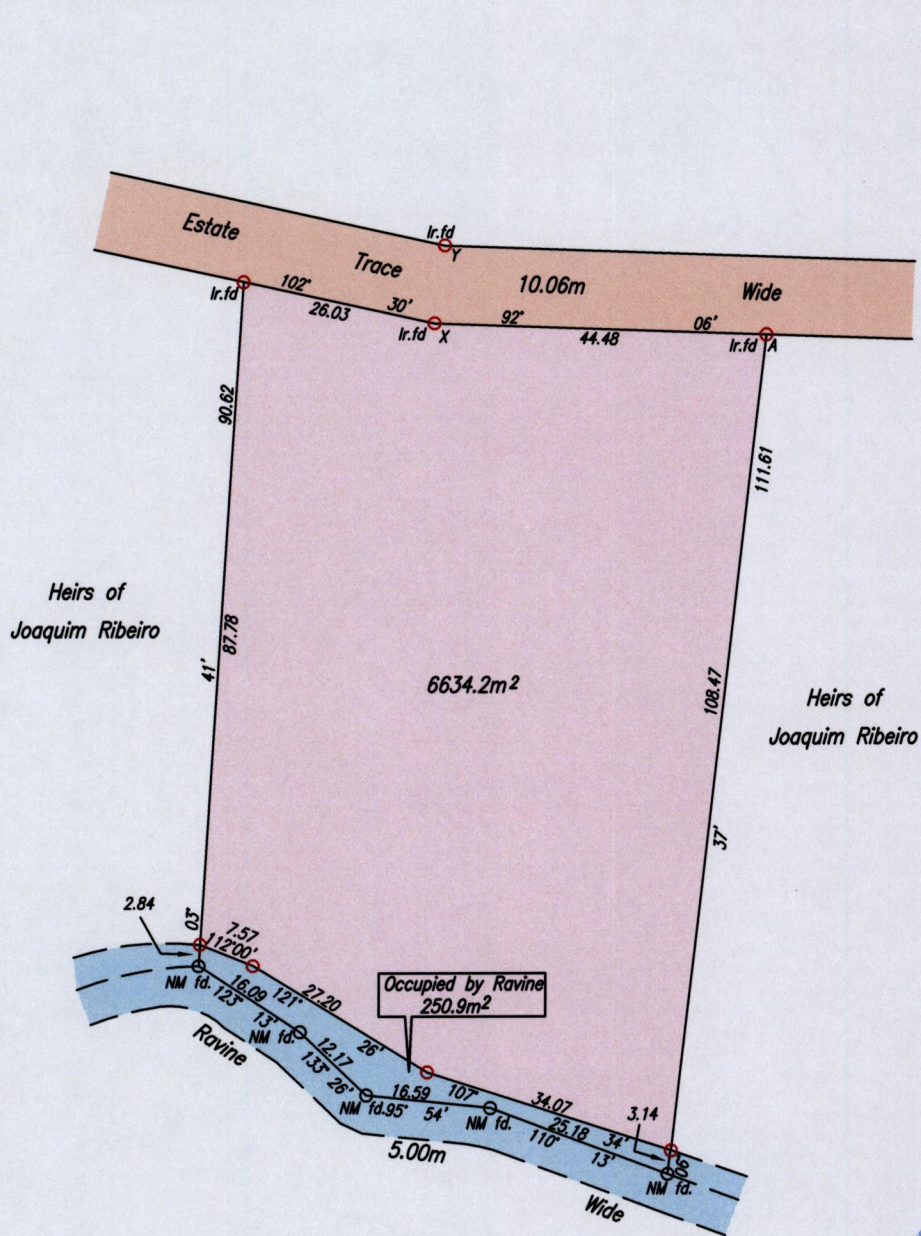 Ir.fd
Y
Estate
Trace
10.06m
Wide
Ir.fd
102°
26.03
30'
Ir.fd
X
92°
44.48
06'
Ir.fd
A
90.62
111.61
Heirs of
Joaquim Ribeiro
87.78
41'
6634.2m²
108.47
Heirs of
Joaquim Ribeiro
37'
2.84
03°
7.57
112°00'
NM fd.
16.09
123°
13'
121°
27.20
26'
NM fd.
Occupied by Ravine
250.9m²
Ravine
12.17
133°
26'
16.59
NM fd.
95°
54'
107°
34.07
34'
NM fd.
25.18
110°
13'
3.14
06°
NM fd.
5.00m
Wide